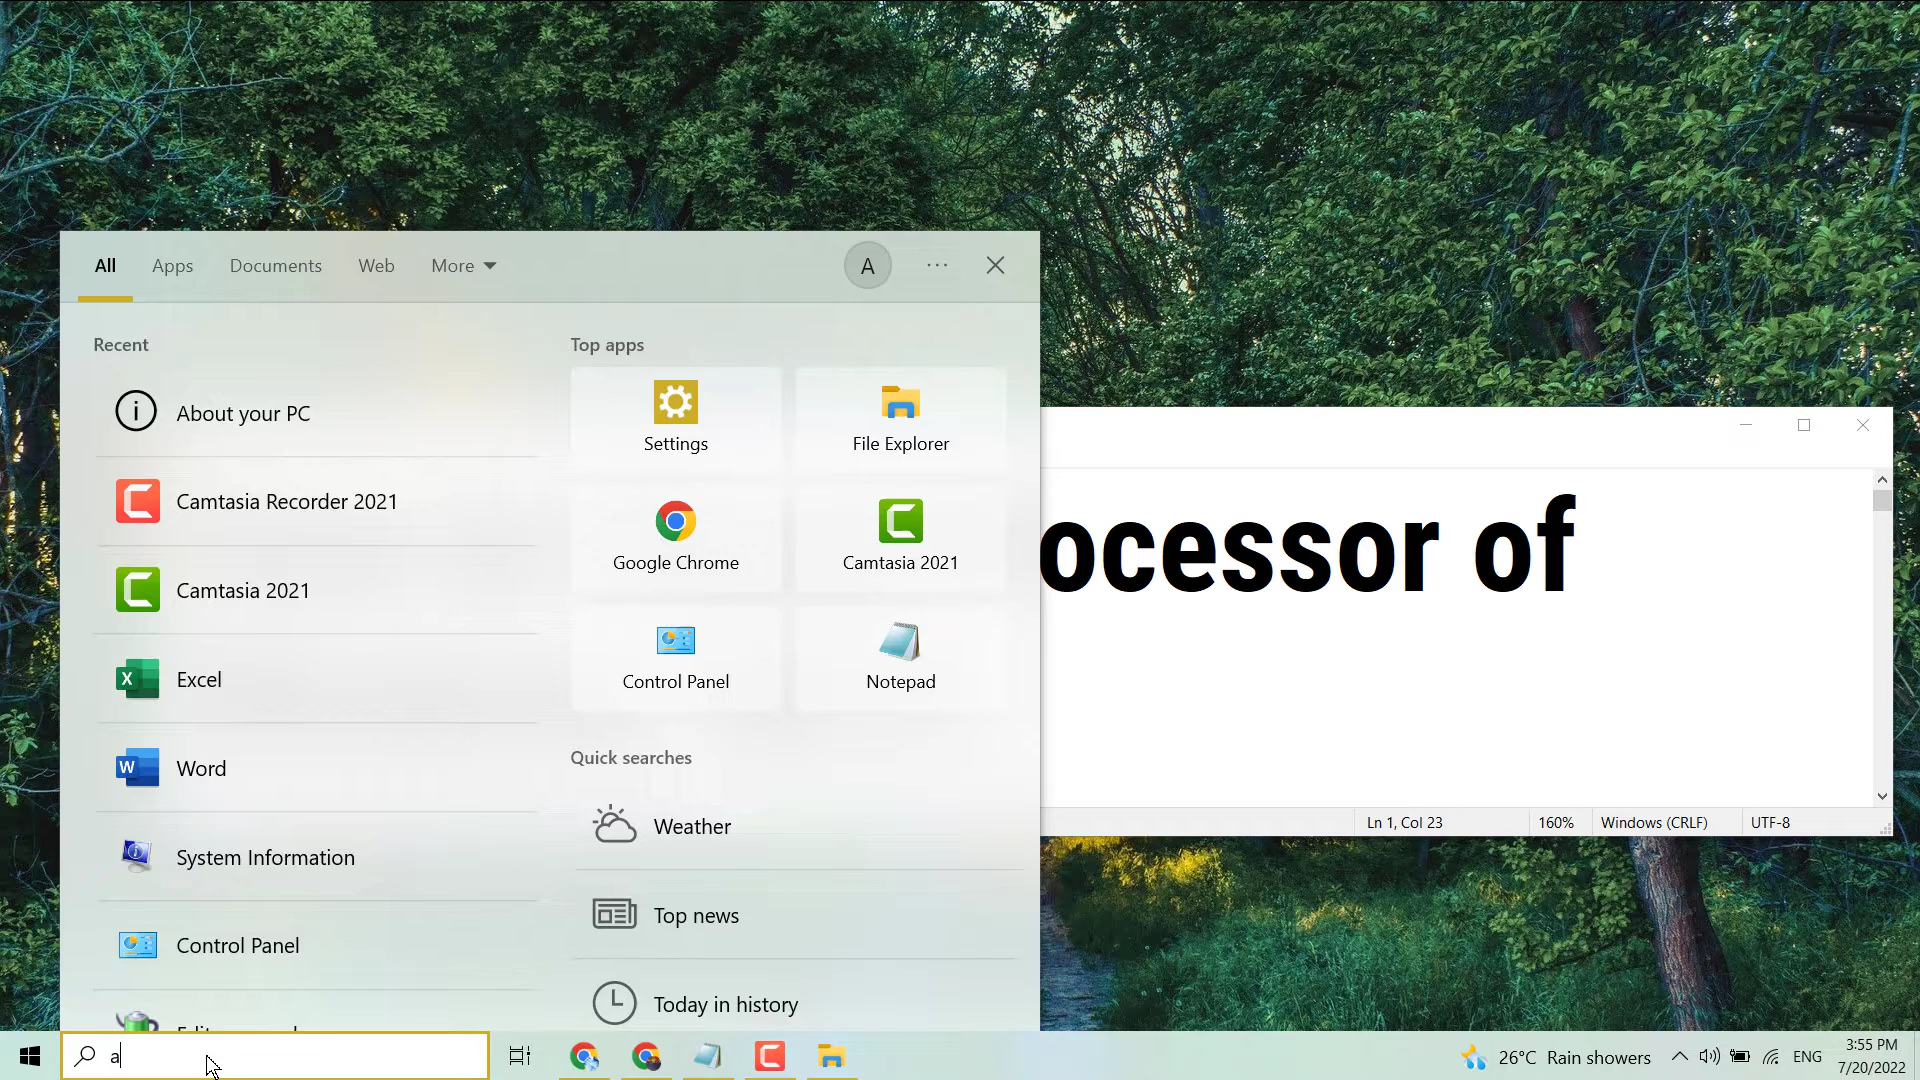 All Apps Documents Web More A ...
Recent
About your PC
Camtasia Recorder 2021
Camtasia 2021
Excel
Word
System Information
Control Panel
Top apps
Settings
File Explorer
Google Chrome
Camtasia 2021
Control Panel
Notepad
Quick searches
Weather
Top news
Today in history
ocessor of
Ln 1, Col 23
160%
Windows (CRLF)
UTF-8
a
26°C Rain showers
ENG
3:55 PM
7/20/2022